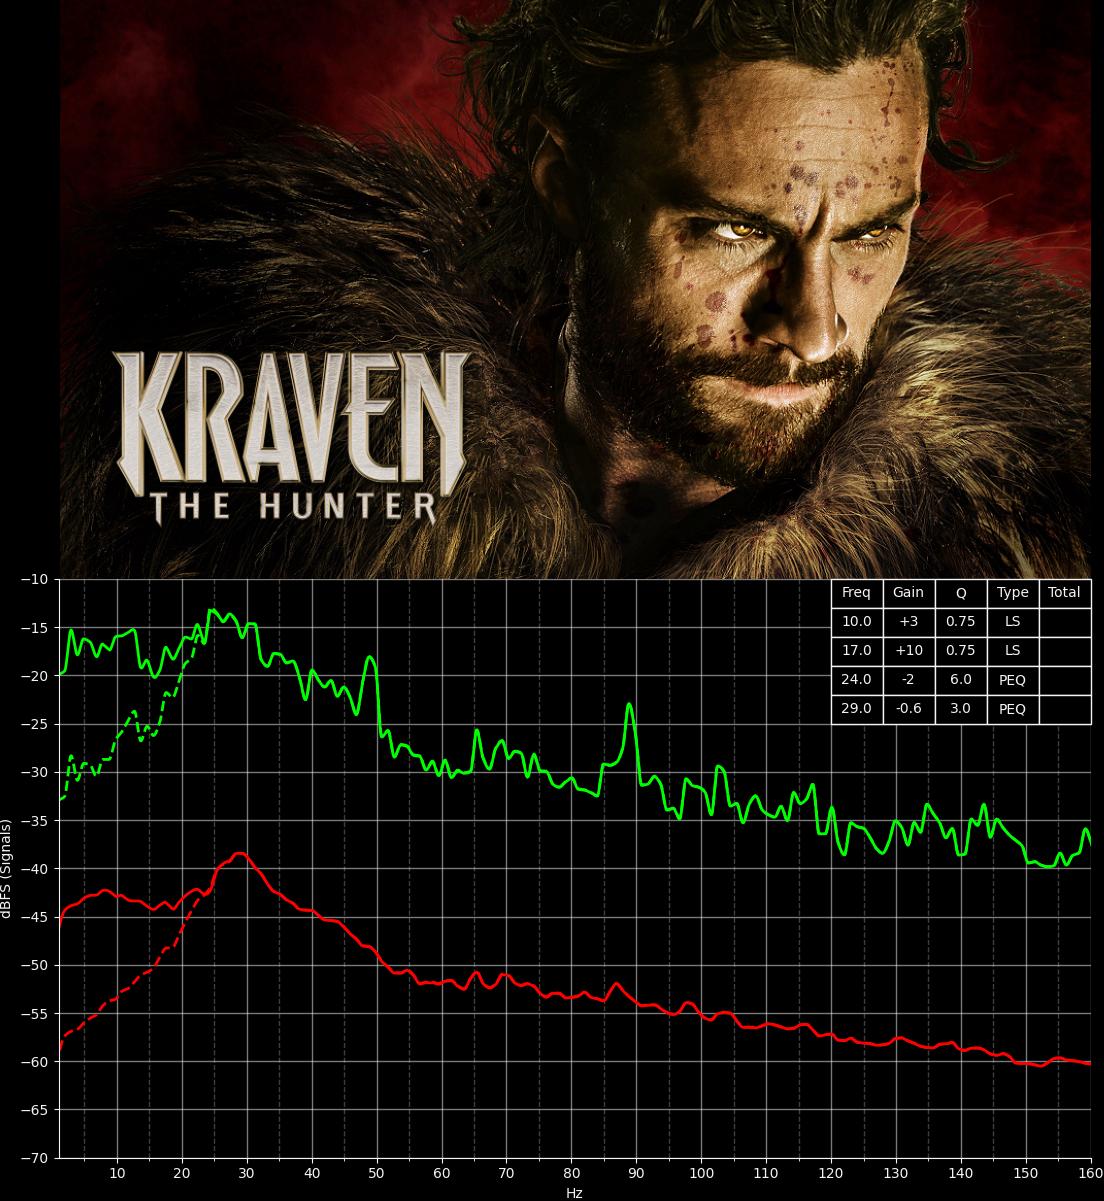 KRAVEN
THE HUNTER
−10
−15
−20
−25
−30
−35
−40
−45
−50
−55
−60
−65
−70
dBFS (Signals)
Freq Gain Q Type Total
10.0 +3 0.75 LS
17.0 +10 0.75 LS
24.0 -2 6.0 PEQ
29.0 -0.6 3.0 PEQ
10 20 30 40 50 60 70 80 90 100 110 120 130 140 150 160
Hz